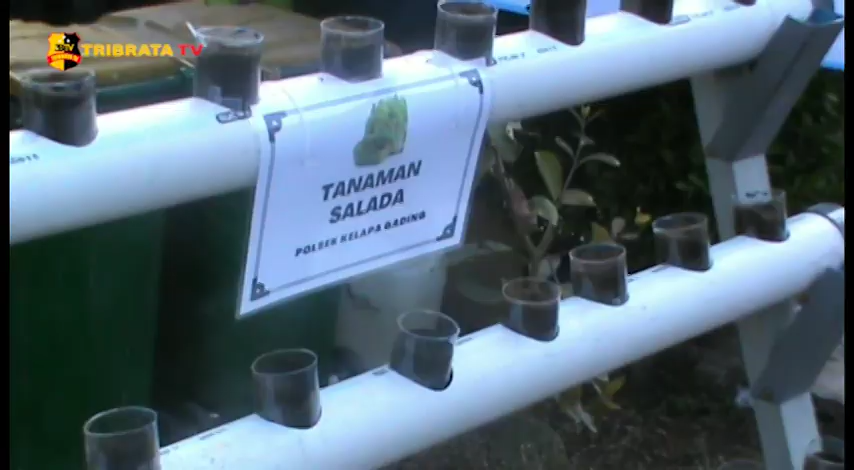 TRIBRATA TV
TANAMAN
SALADA
POLSEK KELAPA GADING